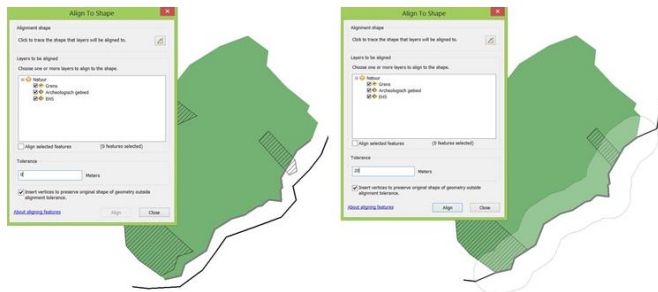 Align To Shape
Alignment shape
Click to trace the shape that layers will be aligned to.
Layers to be aligned
Choose one or more layers to align to the shape.
Natuur
Grens
Archeologisch gebied
EHS
Align selected features
(0 features selected)
Tolerance
0
Meters
Insert vertices to preserve original shape of geometry outside
alignment tolerance.
About aligning features
Align
Close
Align To Shape
Alignment shape
Click to trace the shape that layers will be aligned to.
Layers to be aligned
Choose one or more layers to align to the shape.
Natuur
Grens
Archeologisch gebied
EHS
Align selected features
(0 features selected)
Tolerance
20
Meters
Insert vertices to preserve original shape of geometry outside
alignment tolerance.
About aligning features
Align
Close